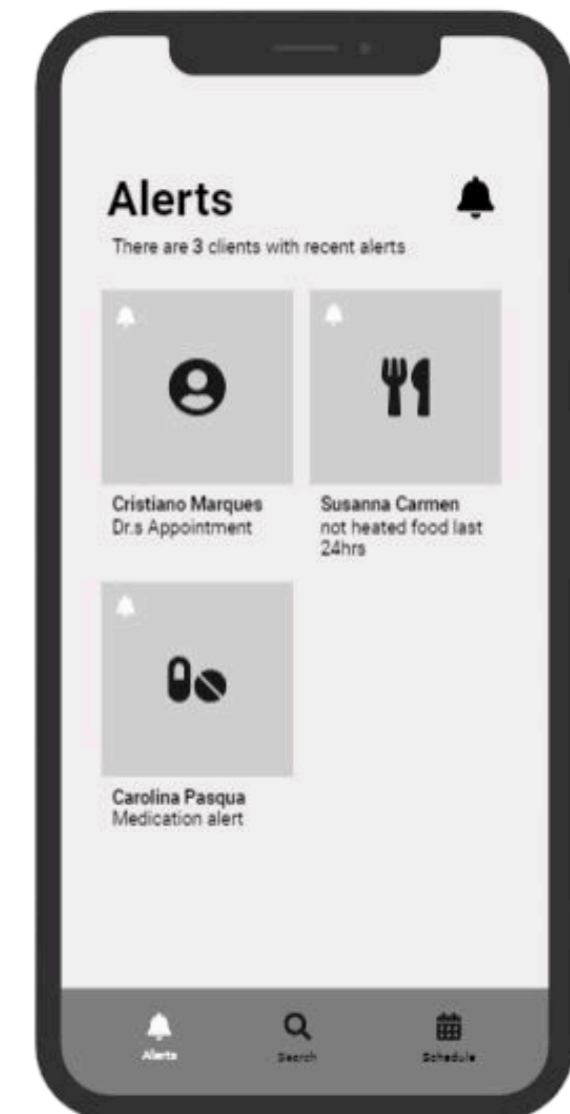 Alerts
There are 3 clients with recent alerts
Cristiano Marques
Dr.s Appointment
Susanna Carmen
not heated food last
24hrs
Carolina Pasqua
Medication alert
Alerts
Search
Schedule